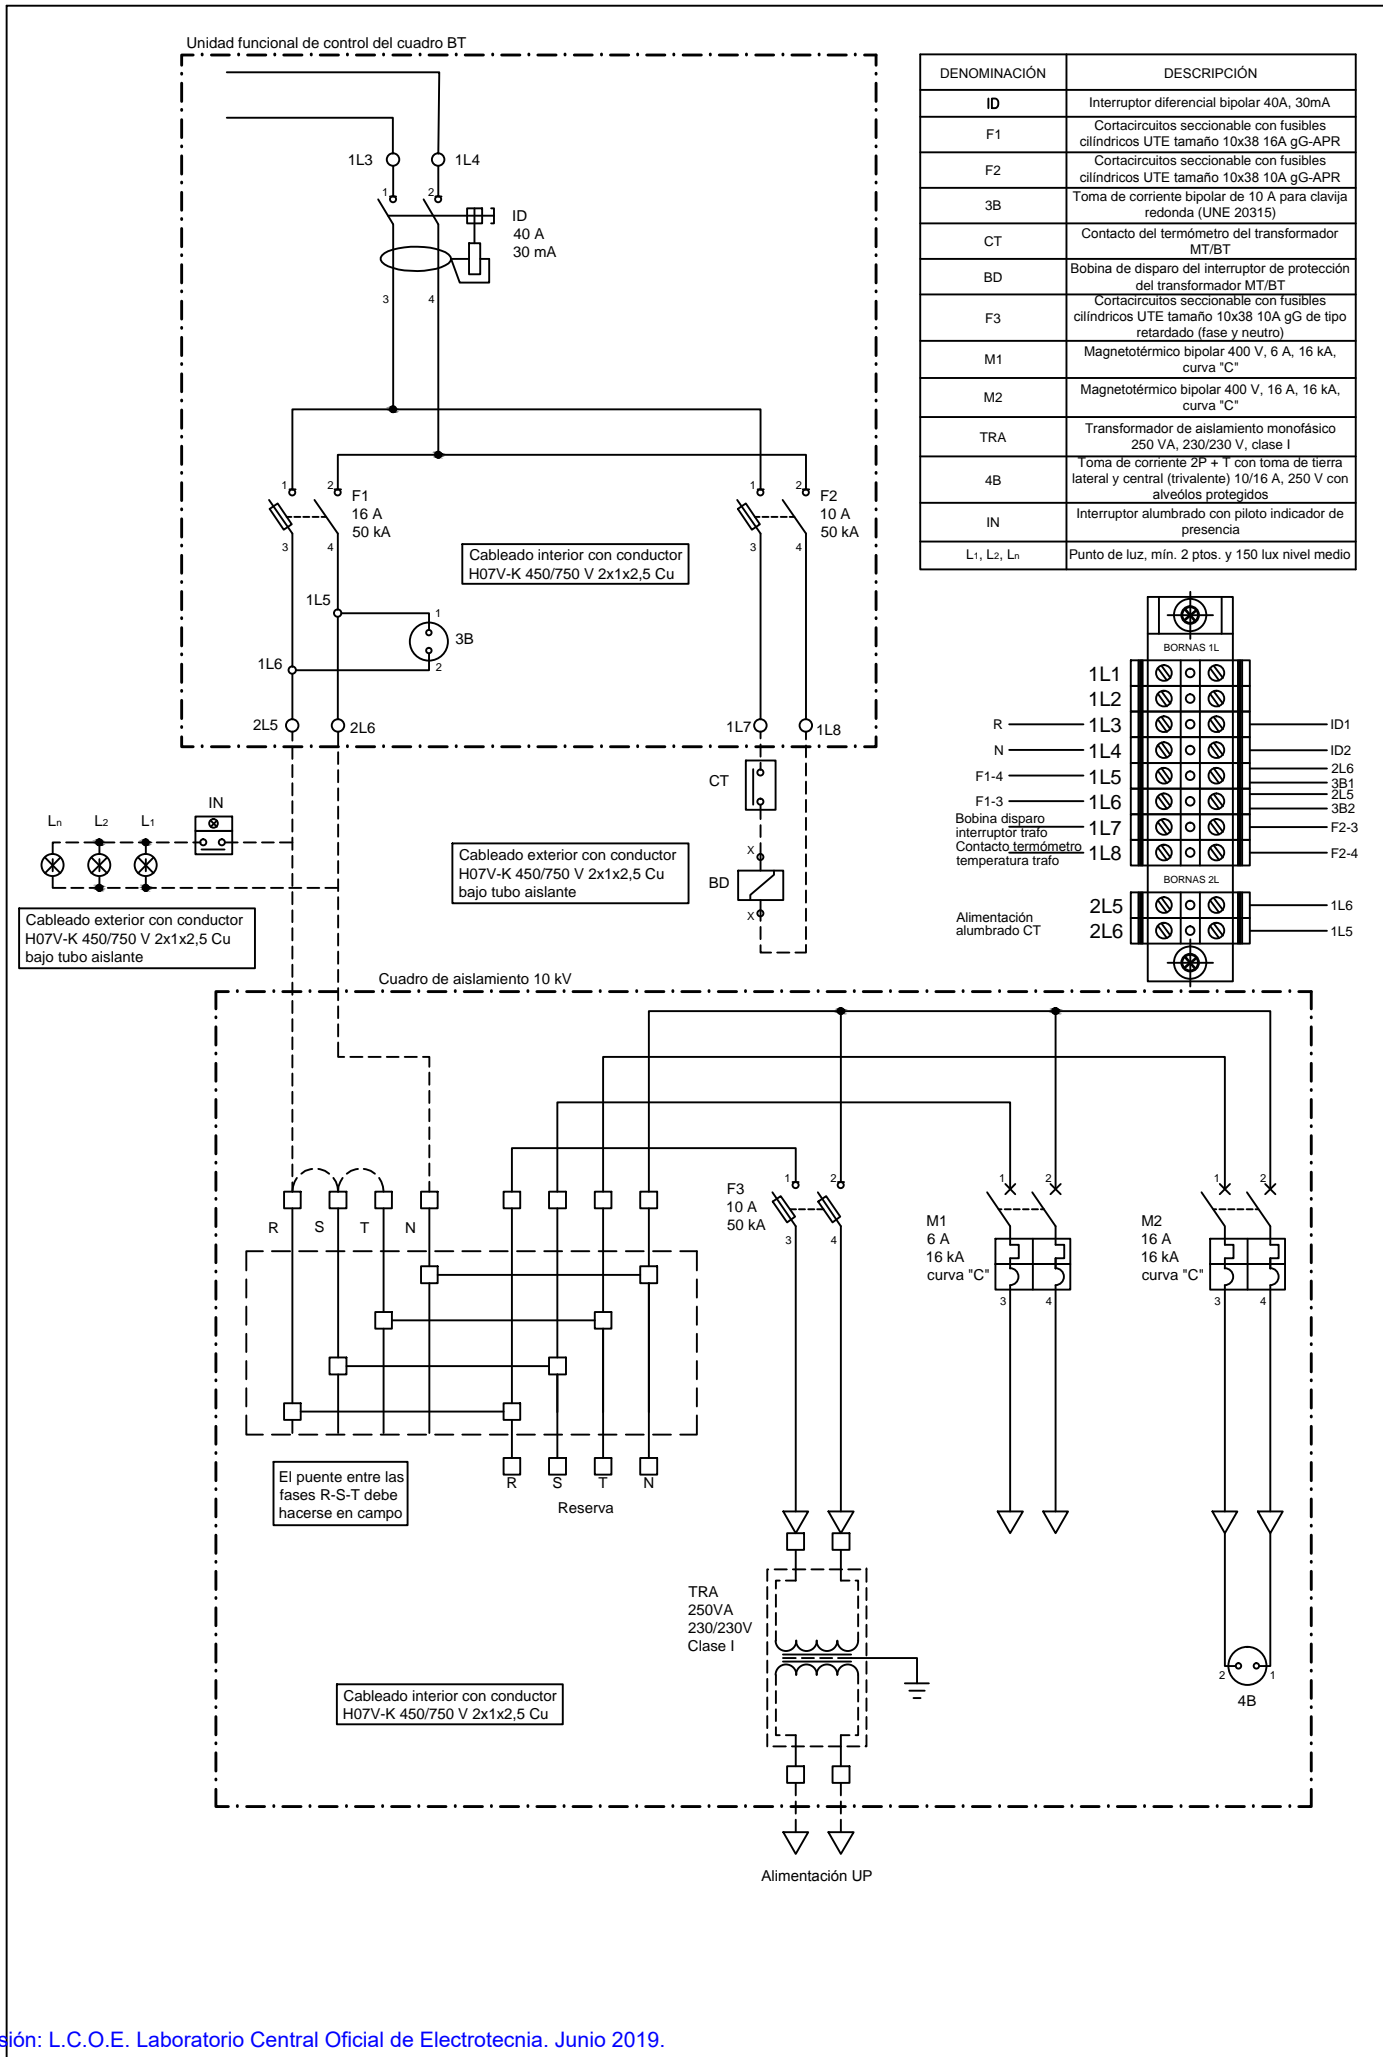 Unidad funcional de control del cuadro BT
1L3
1L4
1
2
ID
40 A
30 mA
3
4
1
2
F1
16 A
50 kA
3
4
1
2
F2
10 A
50 kA
3
4
Cableado interior con conductor
H07V-K 450/750 V 2x1x2,5 Cu
1L5
1
3B
1L6
2
2L5
2L6
1L7
1L8
DENOMINACIÓN
DESCRIPCIÓN
ID
Interruptor diferencial bipolar 40A, 30mA
F1
Cortacircuitos seccionable con fusibles
cilíndricos UTE tamaño 10x38 16A gG-APR
F2
Cortacircuitos seccionable con fusibles
cilíndricos UTE tamaño 10x38 10A gG-APR
3B
Toma de corriente bipolar de 10 A para clavija
redonda (UNE 20315)
CT
Contacto del termómetro del transformador
MT/BT
BD
Bobina de disparo del interruptor de protección
del transformador MT/BT
F3
Cortacircuitos seccionable con fusibles
cilíndricos UTE tamaño 10x38 10A gG de tipo
retardado (fase y neutro)
M1
Magnetotérmico bipolar 400 V, 6 A, 16 kA,
curva "C"
M2
Magnetotérmico bipolar 400 V, 16 A, 16 kA,
curva "C"
TRA
Transformador de aislamiento monofásico
250 VA, 230/230 V, clase I
4B
Toma de corriente 2P + T con toma de tierra
lateral y central (trivalente) 10/16 A, 250 V con
alveólos protegidos
IN
Interruptor alumbrado con piloto indicador de
presencia
L1, L2, Ln
Punto de luz, mín. 2 ptos. y 150 lux nivel medio
BORNAS 1L
1L1
1L2
R
1L3
ID1
N
1L4
ID2
F1-4
1L5
2L6
3B1
F1-3
1L6
2L5
3B2
Bobina disparo
interruptor trafo
1L7
F2-3
Contacto termómetro
temperatura trafo
1L8
F2-4
BORNAS 2L
Alimentación
alumbrado CT
2L5
1L6
2L6
1L5
CT
X
BD
X
IN
Ln
L2
L1
Cableado exterior con conductor
H07V-K 450/750 V 2x1x2,5 Cu
bajo tubo aislante
Cableado exterior con conductor
H07V-K 450/750 V 2x1x2,5 Cu
bajo tubo aislante
Cuadro de aislamiento 10 kV
R
S
T
N
F3
10 A
50 kA
1
2
3
4
M1
6 A
16 kA
curva "C"
1
2
3
4
M2
16 A
16 kA
curva "C"
1
2
3
4
El puente entre las
fases R-S-T debe
hacerse en campo
R
S
T
N
Reserva
TRA
250VA
230/230V
Clase I
Cableado interior con conductor
H07V-K 450/750 V 2x1x2,5 Cu
2
1
4B
Alimentación UP
sión: L.C.O.E. Laboratorio Central Oficial de Electrotecnia. Junio 2019.